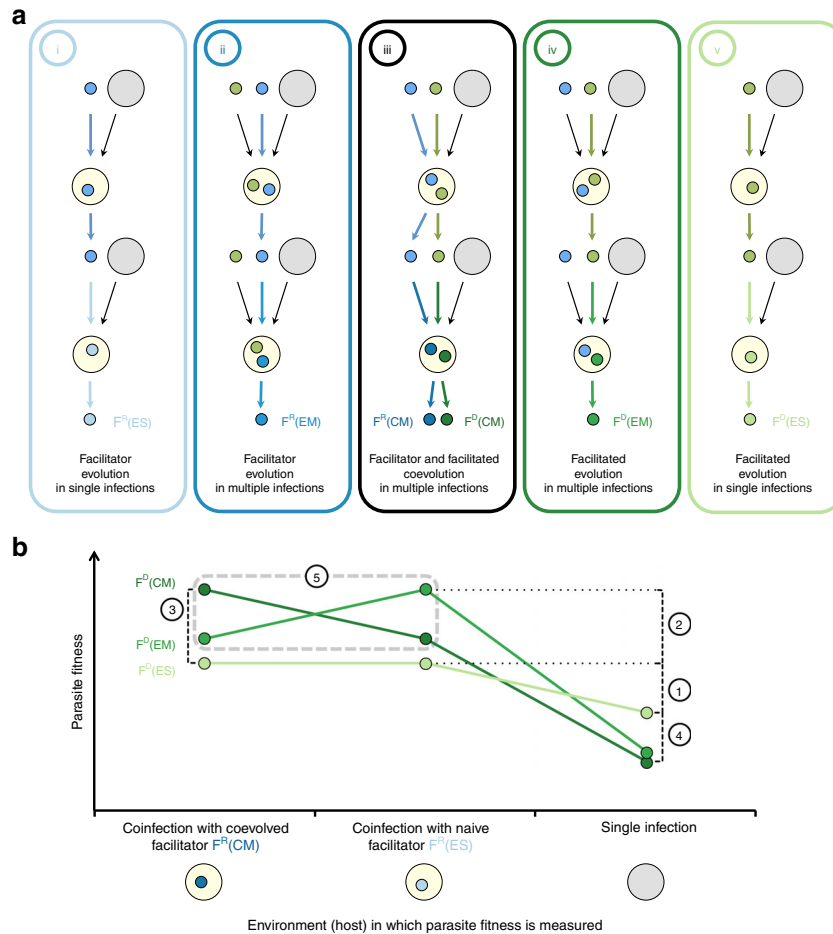 a
i
ii
iii
iv
v
F^R(ES)
F^R(EM)
F^R(CM)
F^D(CM)
F^D(EM)
F^D(ES)
Facilitator
evolution
in single infections
Facilitator
evolution
in multiple infections
Facilitator and facilitated
coevolution
in multiple infections
Facilitated
evolution
in multiple infections
Facilitated
evolution
in single infections
b
Parasite fitness
F^D(CM)
F^D(EM)
F^D(ES)
3
5
2
1
4
Coinfection with coevolved
facilitator F^R(CM)
Coinfection with naive
facilitator F^R(ES)
Single infection
Environment (host) in which parasite fitness is measured